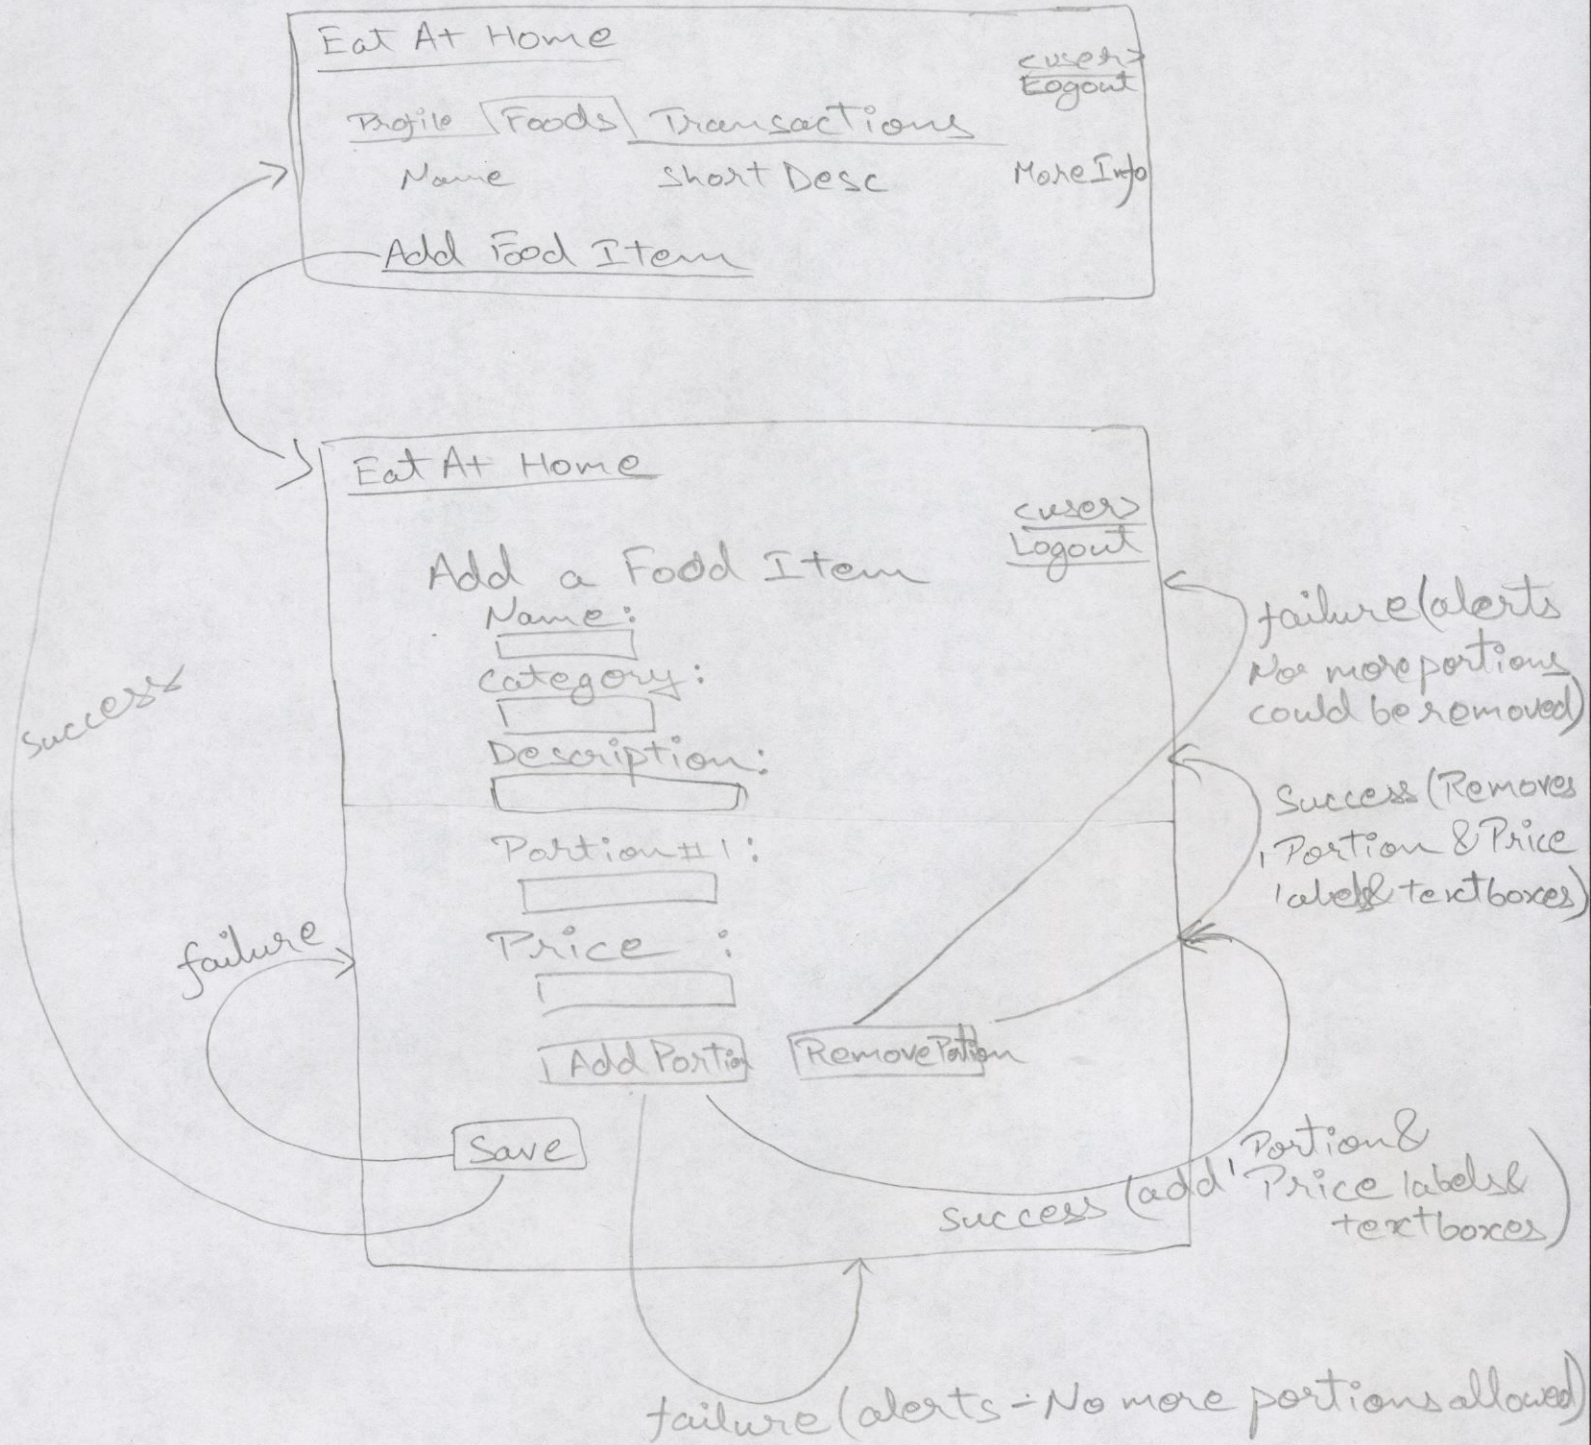 Eat At Home
<user>
Logout
Profile Foods Transactions
Name Short Desc More Info
Add Food Item
Eat At Home
<user>
Logout
Add a Food Item
Name:
Category:
Description:
Portion #1:
Price :
Add Portion Remove Portion
Save
success
failure
failure (alerts
No more portions
could be removed)
Success (Removes
1 Portion & Price
labels & textboxes)
success (add 1 Portion &
Price labels &
textboxes)
failure (alerts - No more portions allowed)